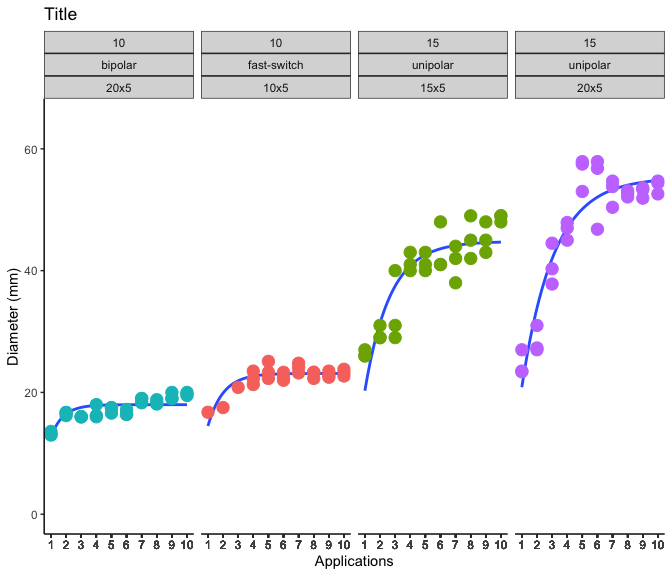 Title
10 10 15 15
bipolar fast-switch unipolar unipolar
20x5 10x5 15x5 20x5
60
40
20
0
1 2 3 4 5 6 7 8 9 10 1 2 3 4 5 6 7 8 9 10 1 2 3 4 5 6 7 8 9 10 1 2 3 4 5 6 7 8 9 10
Diameter (mm)
Applications